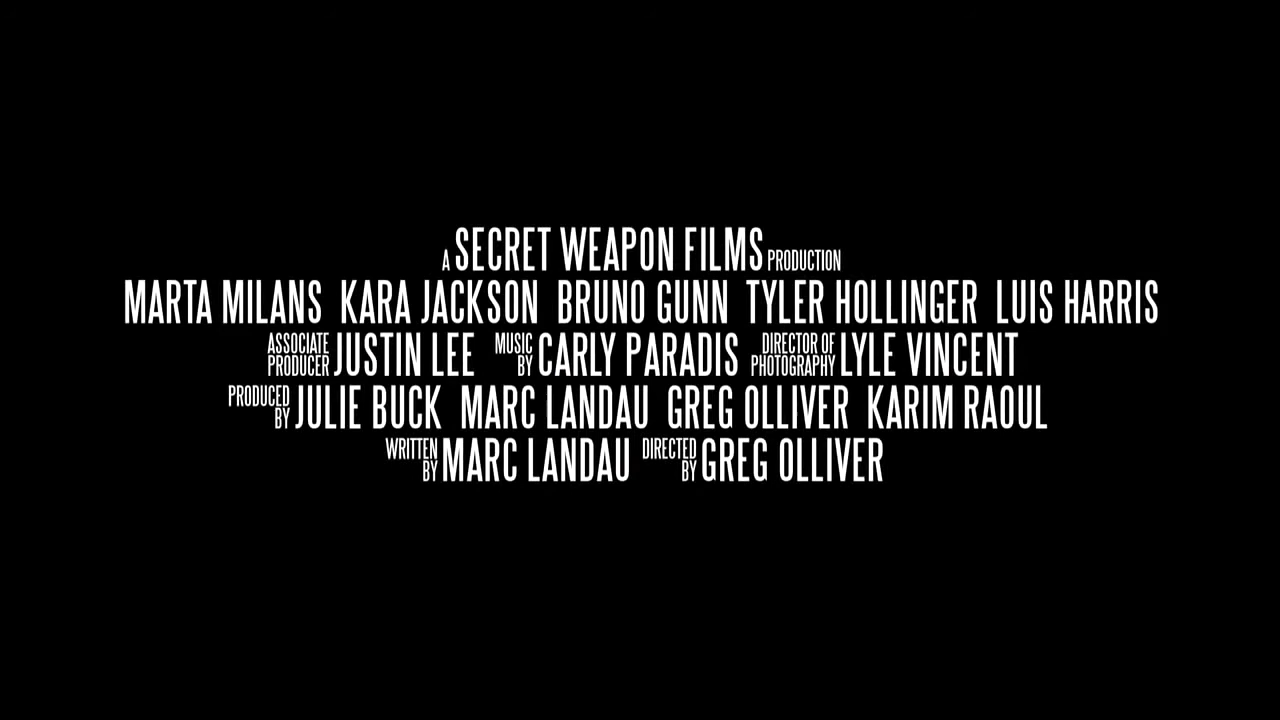 A SECRET WEAPON FILMS PRODUCTION
MARTA MILANS KARA JACKSON BRUNO GUNN TYLER HOLLINGER LUIS HARRIS
ASSOCIATE PRODUCER JUSTIN LEE MUSIC BY CARLY PARADIS DIRECTOR OF PHOTOGRAPHY LYLE VINCENT
PRODUCED BY JULIE BUCK MARC LANDAU GREG OLLIVER KARIM RAOUL
WRITTEN BY MARC LANDAU DIRECTED BY GREG OLLIVER